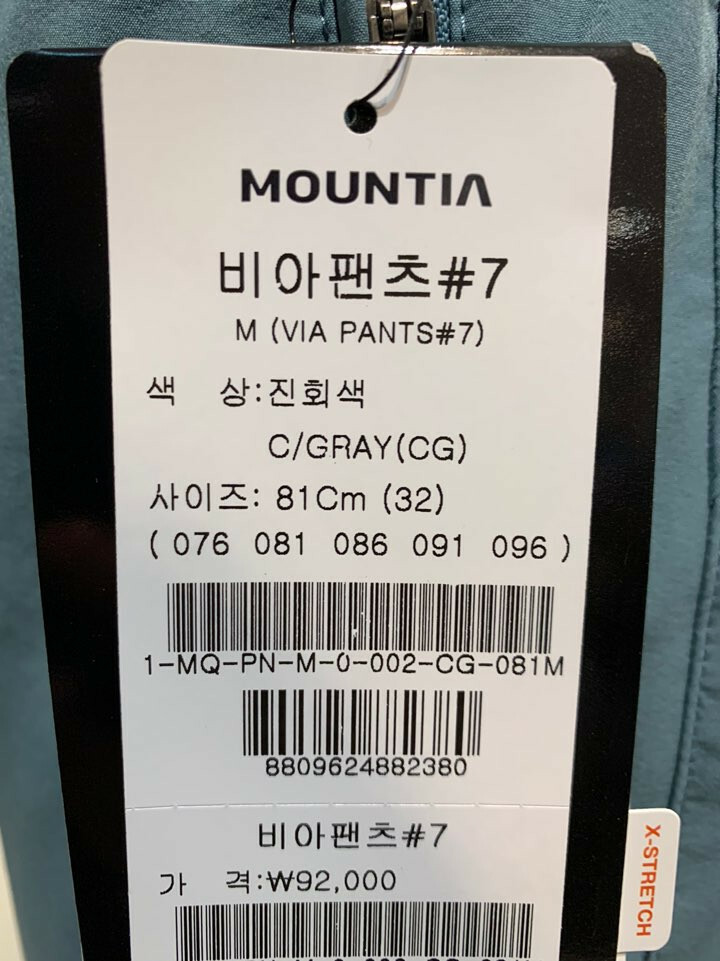 MOUNTIA
비아팬츠#7
M (VIA PANTS#7)
색 상:진회색
C/GRAY(CG)
사이즈: 81Cm (32)
( 076 081 086 091 096 )
1-MQ-PN-M-0-002-CG-081M
8809624882380
비아팬츠#7
가 격:₩92,000
X-STRETCH